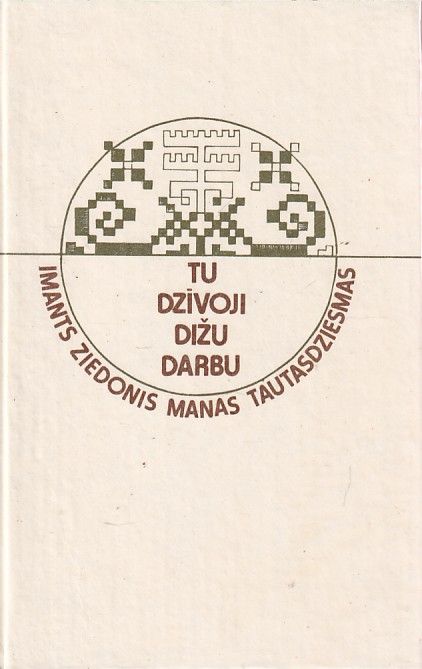 TU
DZĪVOJI
DIŽU
DARBU
IMANTS ZIEDONIS MANAS TAUTASDZIESMAS